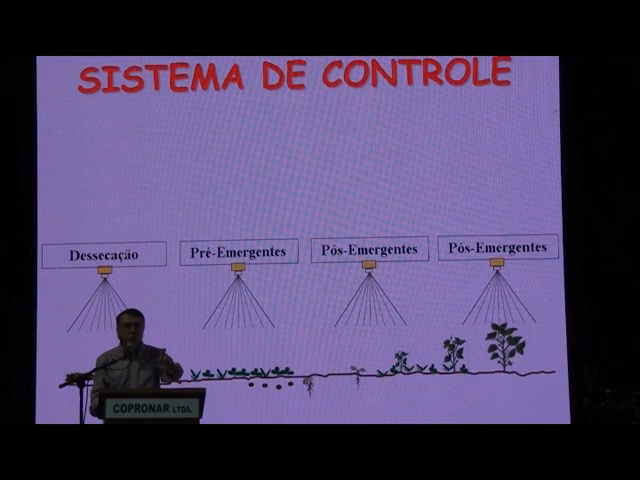 SISTEMA DE CONTROLE
Dessecação
Pré-Emergentes
Pós-Emergentes
Pós-Emergentes
COPRONAR LTDA.